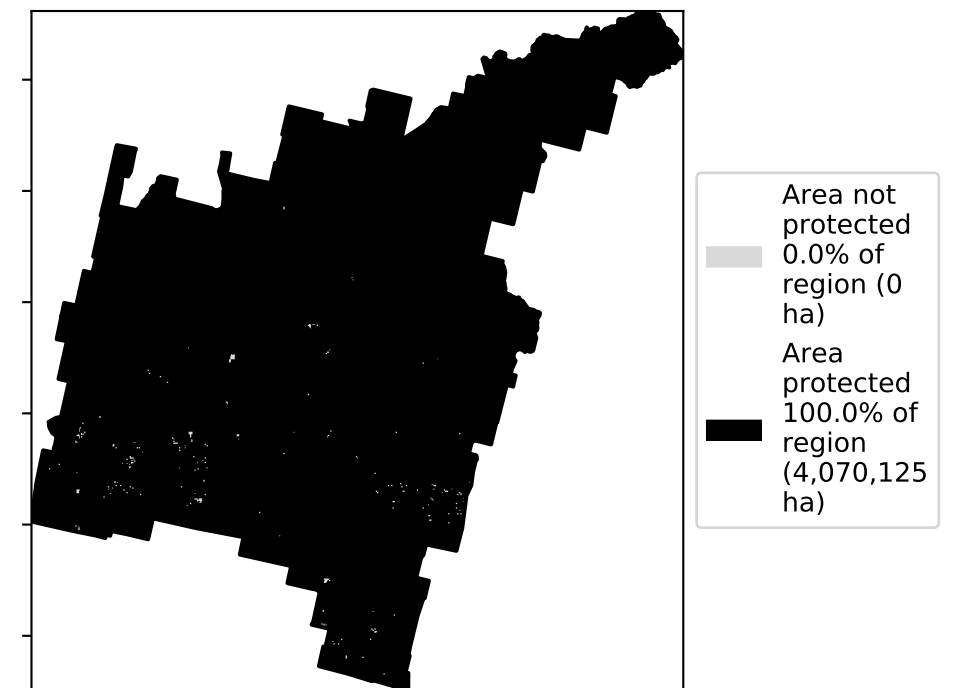 Area not
protected
0.0% of
region (0
ha)
Area
protected
100.0% of
region
(4,070,125
ha)